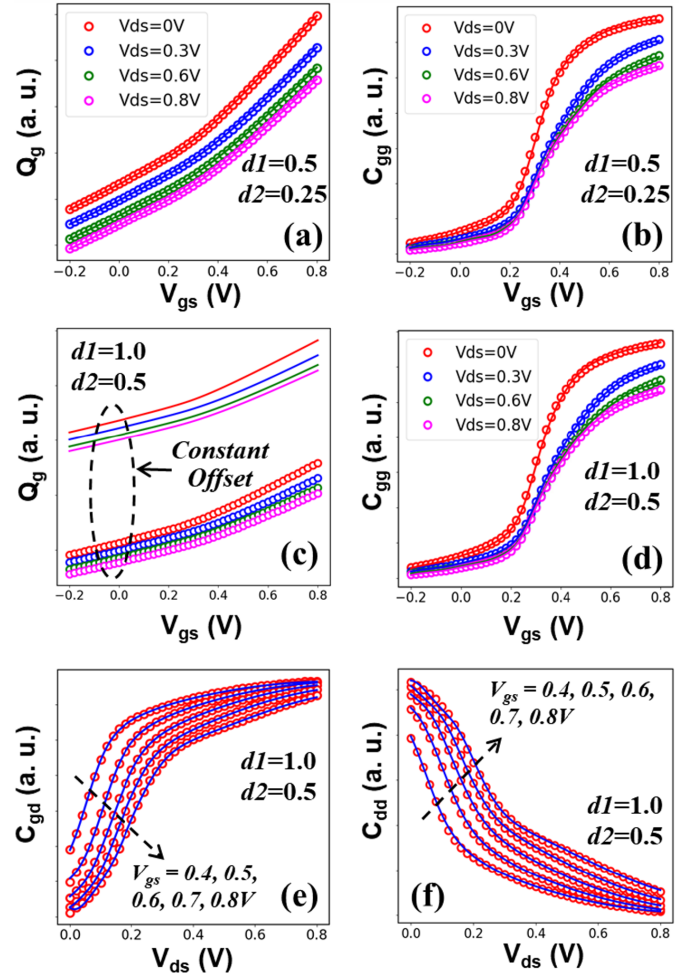 Qg (a. u.)
Vds=0V
Vds=0.3V
Vds=0.6V
Vds=0.8V
d1=0.5
d2=0.25
(a)
−0.2 0.0 0.2 0.4 0.6 0.8
Vgs (V)
Cgg (a. u.)
Vds=0V
Vds=0.3V
Vds=0.6V
Vds=0.8V
d1=0.5
d2=0.25
(b)
−0.2 0.0 0.2 0.4 0.6 0.8
Vgs (V)
Qg (a. u.)
d1=1.0
d2=0.5
Constant
Offset
(c)
−0.2 0.0 0.2 0.4 0.6 0.8
Vgs (V)
Cgg (a. u.)
Vds=0V
Vds=0.3V
Vds=0.6V
Vds=0.8V
d1=1.0
d2=0.5
(d)
−0.2 0.0 0.2 0.4 0.6 0.8
Vgs (V)
Cgd (a. u.)
d1=1.0
d2=0.5
Vgs = 0.4, 0.5,
0.6, 0.7, 0.8V
(e)
0.0 0.2 0.4 0.6 0.8
Vds (V)
Cdd (a. u.)
Vgs = 0.4, 0.5, 0.6,
0.7, 0.8V
d1=1.0
d2=0.5
(f)
0.0 0.2 0.4 0.6 0.8
Vds (V)